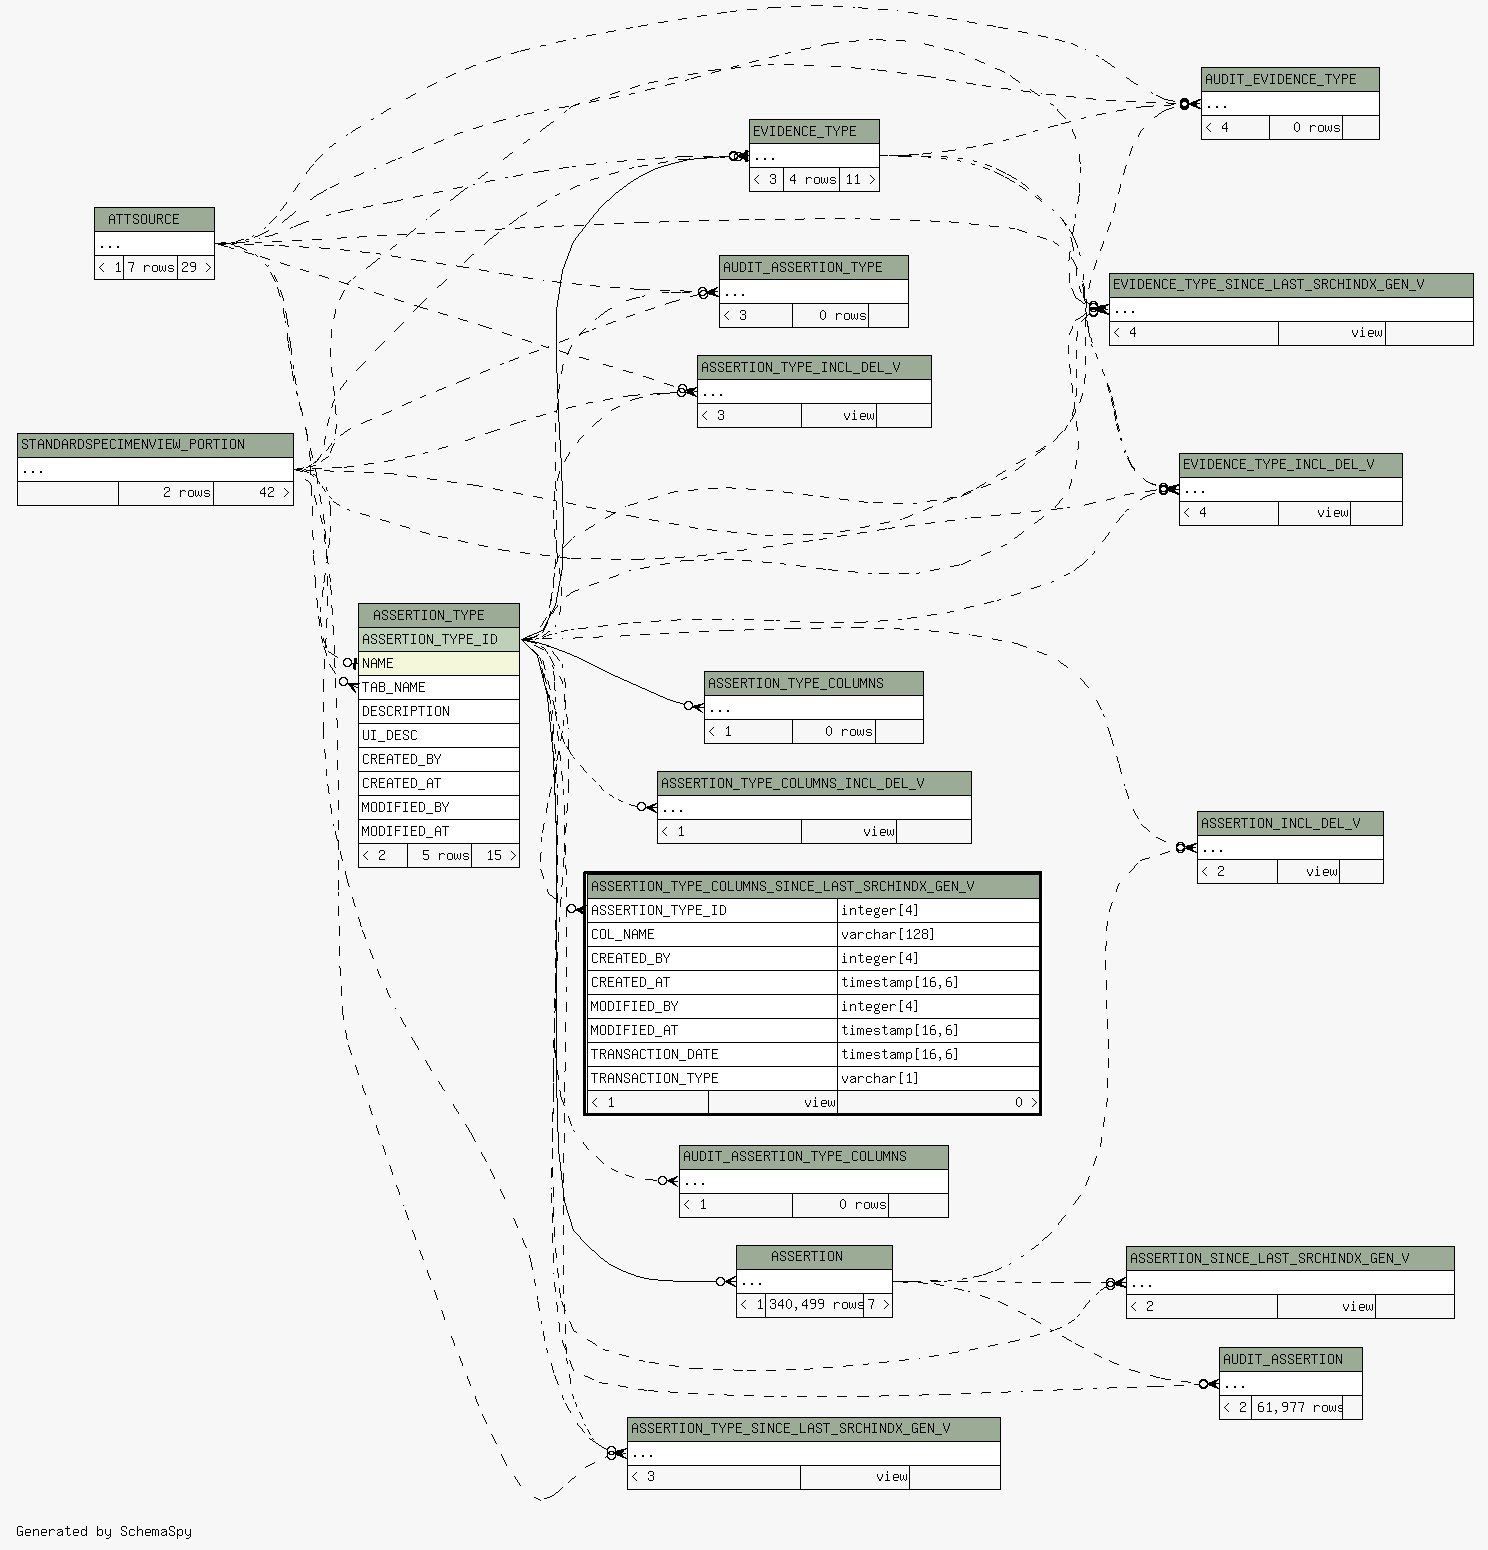 AUDIT_EVIDENCE_TYPE
...
< 4 0 rows
EVIDENCE_TYPE
...
< 3 4 rows 11 >
ATTSOURCE
...
< 1 7 rows 29 >
AUDIT_ASSERTION_TYPE
...
< 3 0 rows
EVIDENCE_TYPE_SINCE_LAST_SRCHINDX_GEN_V
...
< 4 view
ASSERTION_TYPE_INCL_DEL_V
...
< 3 view
STANDARDSPECIMENVIEW_PORTION
...
2 rows 42 >
EVIDENCE_TYPE_INCL_DEL_V
...
< 4 view
ASSERTION_TYPE
ASSERTION_TYPE_ID
NAME
TAB_NAME
DESCRIPTION
UI_DESC
CREATED_BY
CREATED_AT
MODIFIED_BY
MODIFIED_AT
< 2 5 rows 15 >
ASSERTION_TYPE_COLUMNS
...
< 1 0 rows
ASSERTION_TYPE_COLUMNS_INCL_DEL_V
...
< 1 view
ASSERTION_INCL_DEL_V
...
< 2 view
ASSERTION_TYPE_COLUMNS_SINCE_LAST_SRCHINDX_GEN_V
ASSERTION_TYPE_ID integer[4]
COL_NAME varchar[128]
CREATED_BY integer[4]
CREATED_AT timestamp[16,6]
MODIFIED_BY integer[4]
MODIFIED_AT timestamp[16,6]
TRANSACTION_DATE timestamp[16,6]
TRANSACTION_TYPE varchar[1]
< 1 view 0 >
AUDIT_ASSERTION_TYPE_COLUMNS
...
< 1 0 rows
ASSERTION
...
< 1 340,499 rows 7 >
ASSERTION_SINCE_LAST_SRCHINDX_GEN_V
...
< 2 view
AUDIT_ASSERTION
...
< 2 61,977 rows
ASSERTION_TYPE_SINCE_LAST_SRCHINDX_GEN_V
...
< 3 view
Generated by SchemaSpy